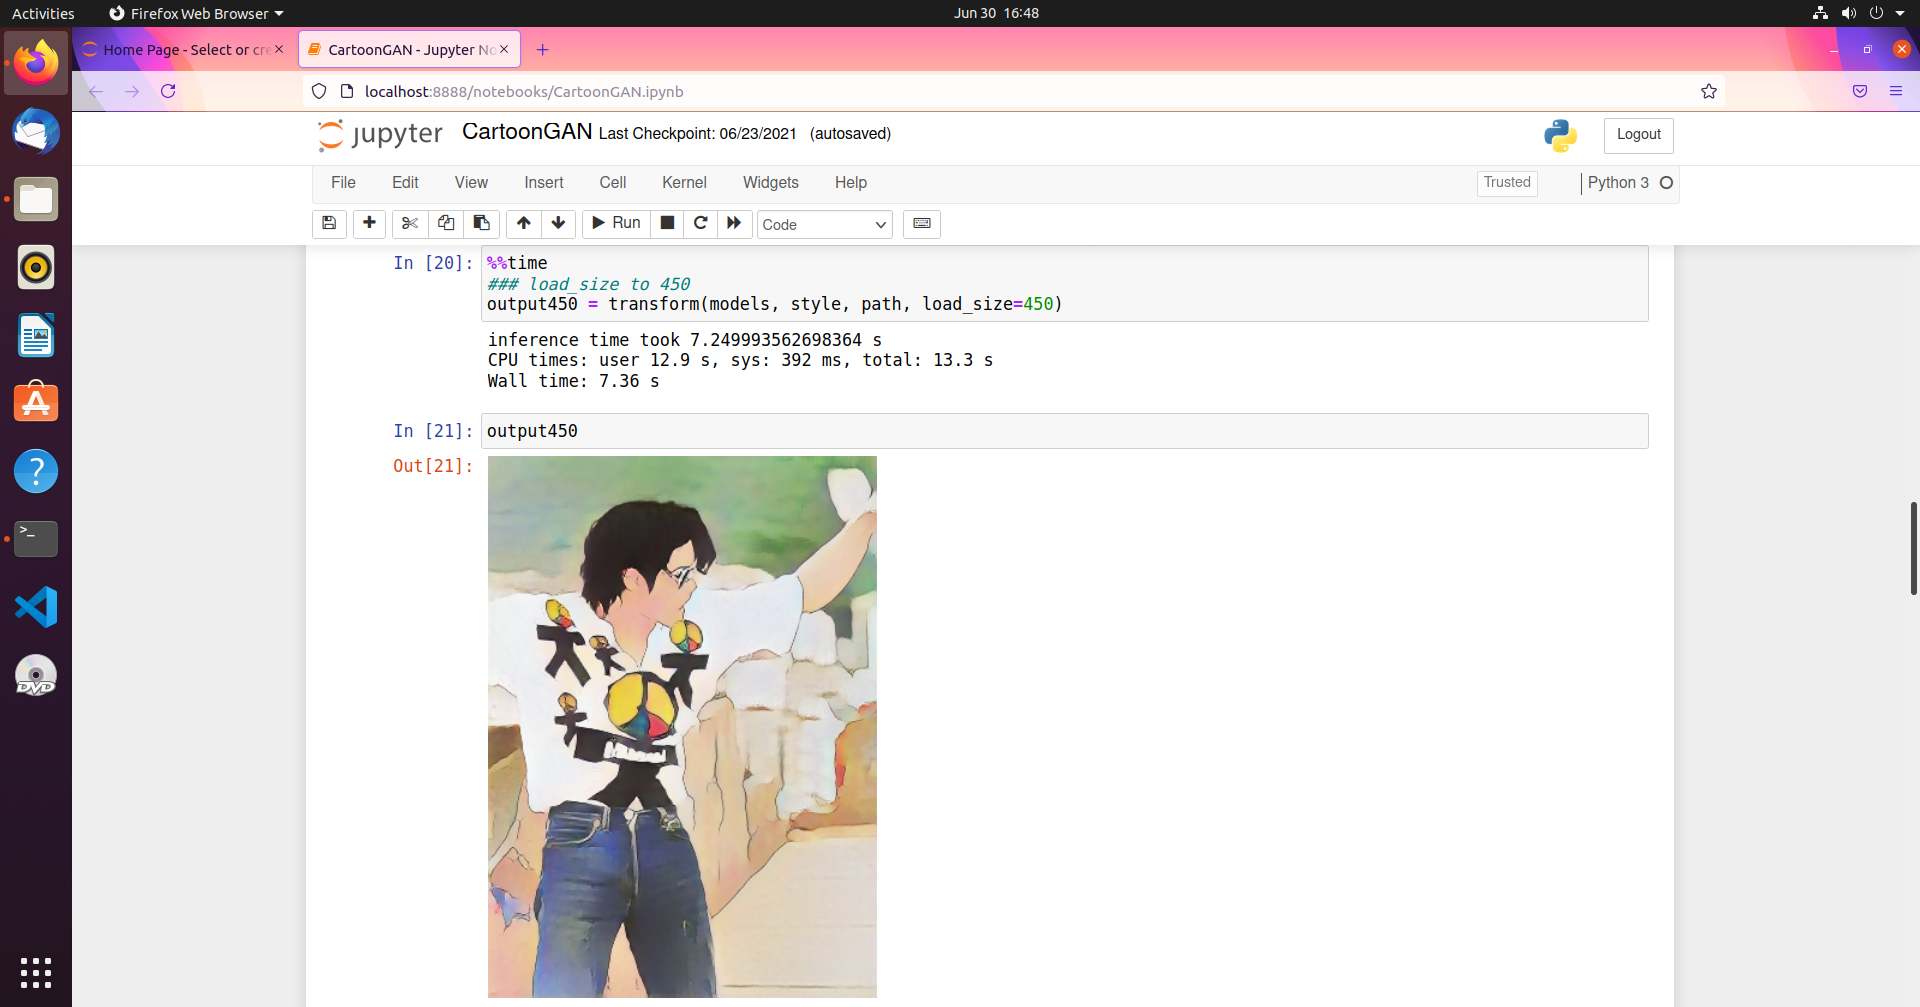 Activities
Firefox Web Browser
Jun 30 16:48
Home Page - Select or cre
CartoonGAN - Jupyter No
localhost:8888/notebooks/CartoonGAN.ipynb
jupyter
CartoonGAN Last Checkpoint: 06/23/2021 (autosaved)
Logout
File Edit View Insert Cell Kernel Widgets Help
Trusted
Python 3
Run
Code
In [20]: %%time
### load_size to 450
output450 = transform(models, style, path, load_size=450)
inference time took 7.249993562698364 s
CPU times: user 12.9 s, sys: 392 ms, total: 13.3 s
Wall time: 7.36 s
In [21]: output450
Out[21]:
>_
DVD